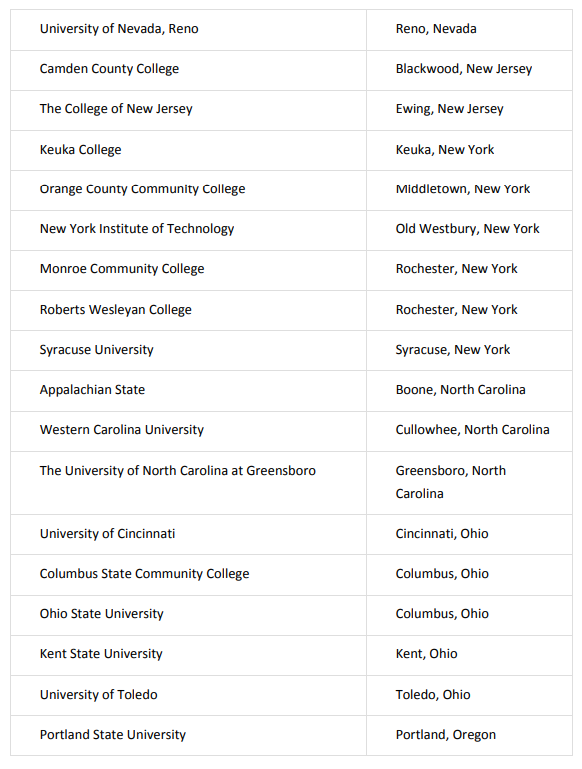 University of Nevada, Reno Reno, Nevada
Camden County College Blackwood, New Jersey
The College of New Jersey Ewing, New Jersey
Keuka College Keuka, New York
Orange County Community College Middletown, New York
New York Institute of Technology Old Westbury, New York
Monroe Community College Rochester, New York
Roberts Wesleyan College Rochester, New York
Syracuse University Syracuse, New York
Appalachian State Boone, North Carolina
Western Carolina University Cullowhee, North Carolina
The University of North Carolina at Greensboro Greensboro, North
Carolina
University of Cincinnati Cincinnati, Ohio
Columbus State Community College Columbus, Ohio
Ohio State University Columbus, Ohio
Kent State University Kent, Ohio
University of Toledo Toledo, Ohio
Portland State University Portland, Oregon